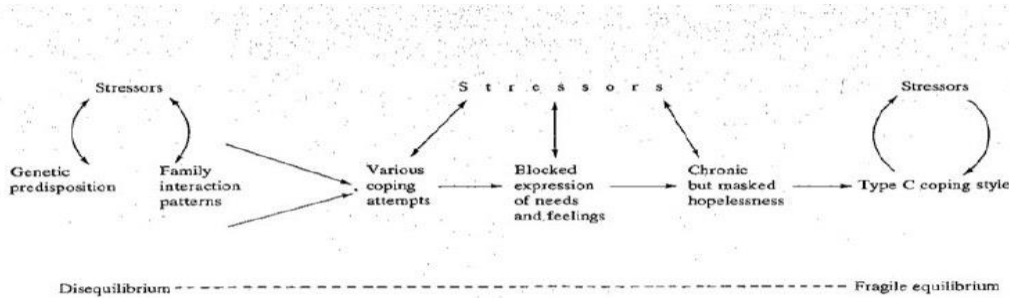 Stressors
Stressors
Stressors
Genetic
predisposition
Family
interaction
patterns
Various
coping
attempts
Blocked
expression
of needs
and feelings
Chronic
but masked
hopelessness
Type C coping style
Disequilibrium
Fragile equilibrium